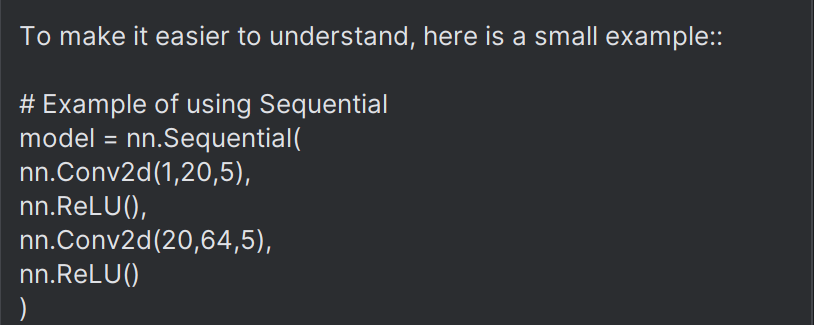 To make it easier to understand, here is a small example::
# Example of using Sequential
model = nn.Sequential(
nn.Conv2d(1,20,5),
nn.ReLU(),
nn.Conv2d(20,64,5),
nn.ReLU()
)